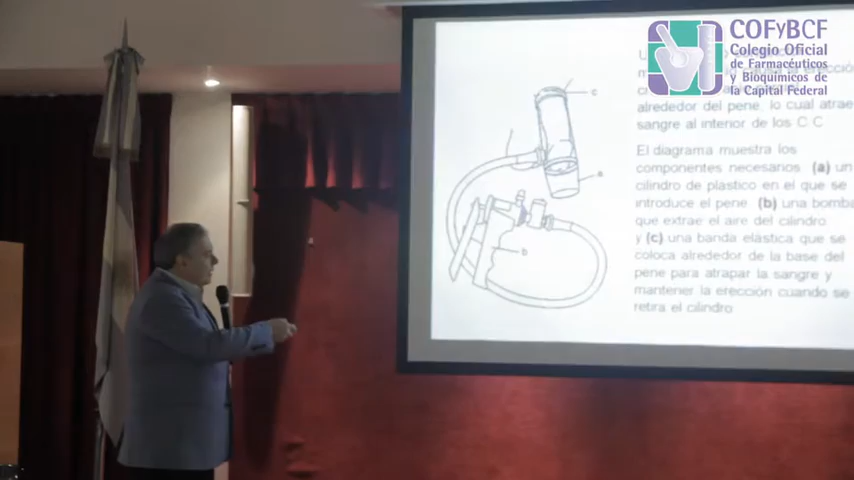 COFyBCF
Colegio Oficial
de Farmacéuticos
y Bioquímicos de
la Capital Federal
alrededor del pene, lo cual atrae
sangre al interior de los C C
El diagrama muestra los
componentes necesarios (a) un
cilindro de plástico en el que se
introduce el pene (b) una bomba
que extrae el aire del cilindro
y (c) una banda elástica que se
coloca alrededor de la base del
pene para atrapar la sangre y
mantener la erección cuando se
retira el cilindro
c
a
b